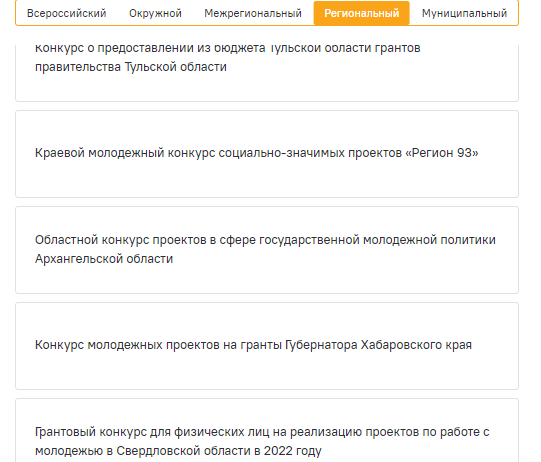 Всероссийский Окружной Межрегиональный Региональный Муниципальный
Конкурс о предоставлении из бюджета Тульской области грантов
правительства Тульской области
Краевой молодежный конкурс социально-значимых проектов «Регион 93»
Областной конкурс проектов в сфере государственной молодежной политики
Архангельской области
Конкурс молодежных проектов на гранты Губернатора Хабаровского края
Грантовый конкурс для физических лиц на реализацию проектов по работе с
молодежью в Свердловской области в 2022 году